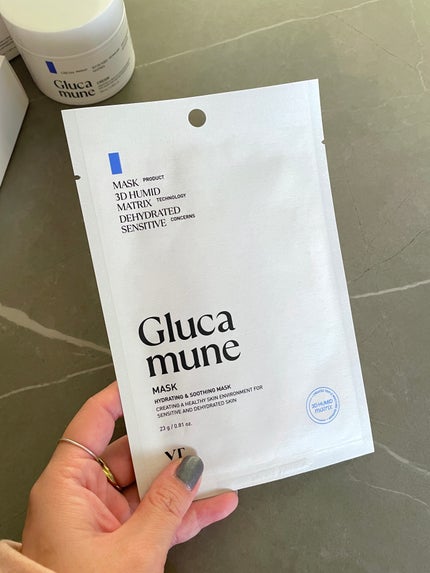 Gluca
mune
CREAM
MASK PRODUCT
3D HUMID
MATRIX TECHNOLOGY
DEHYDRATED
SENSITIVE CONCERNS
Gluca
mune
MASK
HYDRATING & SOOTHING MASK
CREATING A HEALTHY SKIN ENVIRONMENT FOR
SENSITIVE AND DEHYDRATED SKIN
23 g / 0.81 oz.
3D HUMID
MATRIX
VT